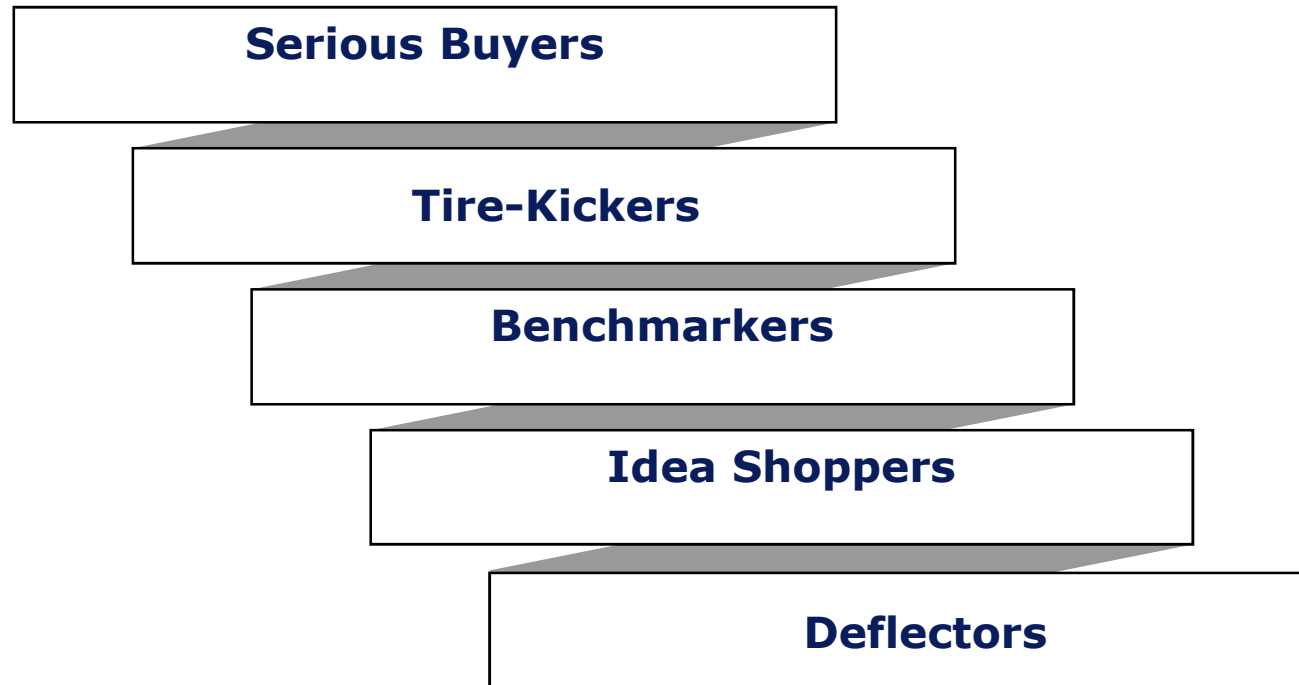 Serious Buyers
Tire-Kickers
Benchmarkers
Idea Shoppers
Deflectors